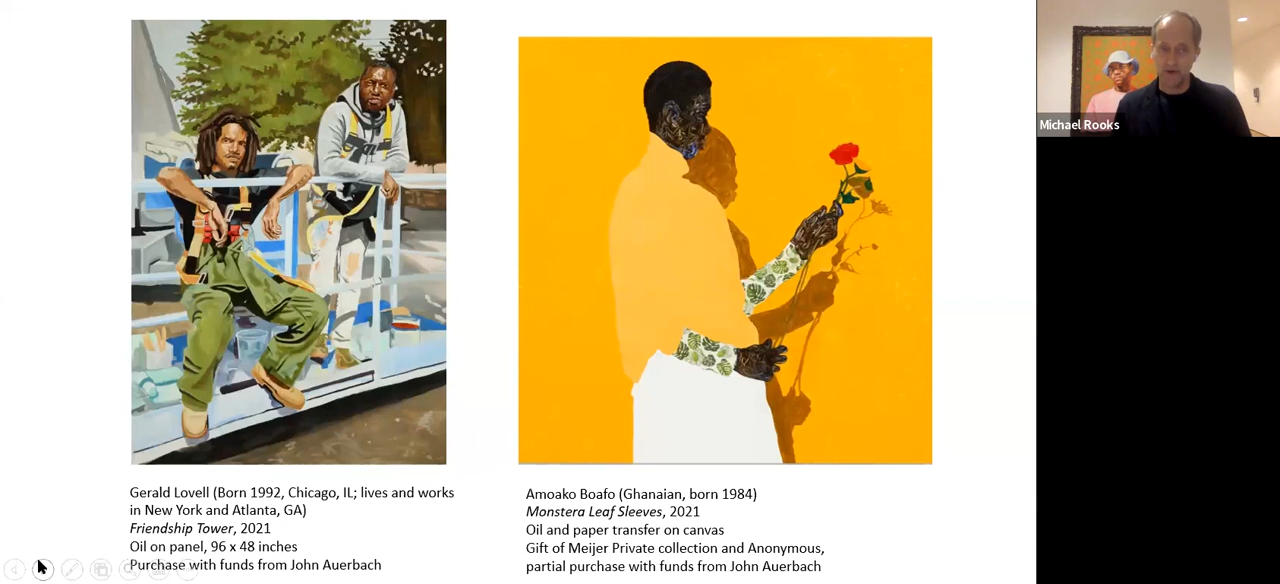 Michael Rooks
Gerald Lovell (Born 1992, Chicago, IL; lives and works
in New York and Atlanta, GA)
Friendship Tower, 2021
Oil on panel, 96 x 48 inches
Purchase with funds from John Auerbach
Amoako Boafo (Ghanaian, born 1984)
Monstera Leaf Sleeves, 2021
Oil and paper transfer on canvas
Gift of Meijer Private collection and Anonymous,
partial purchase with funds from John Auerbach